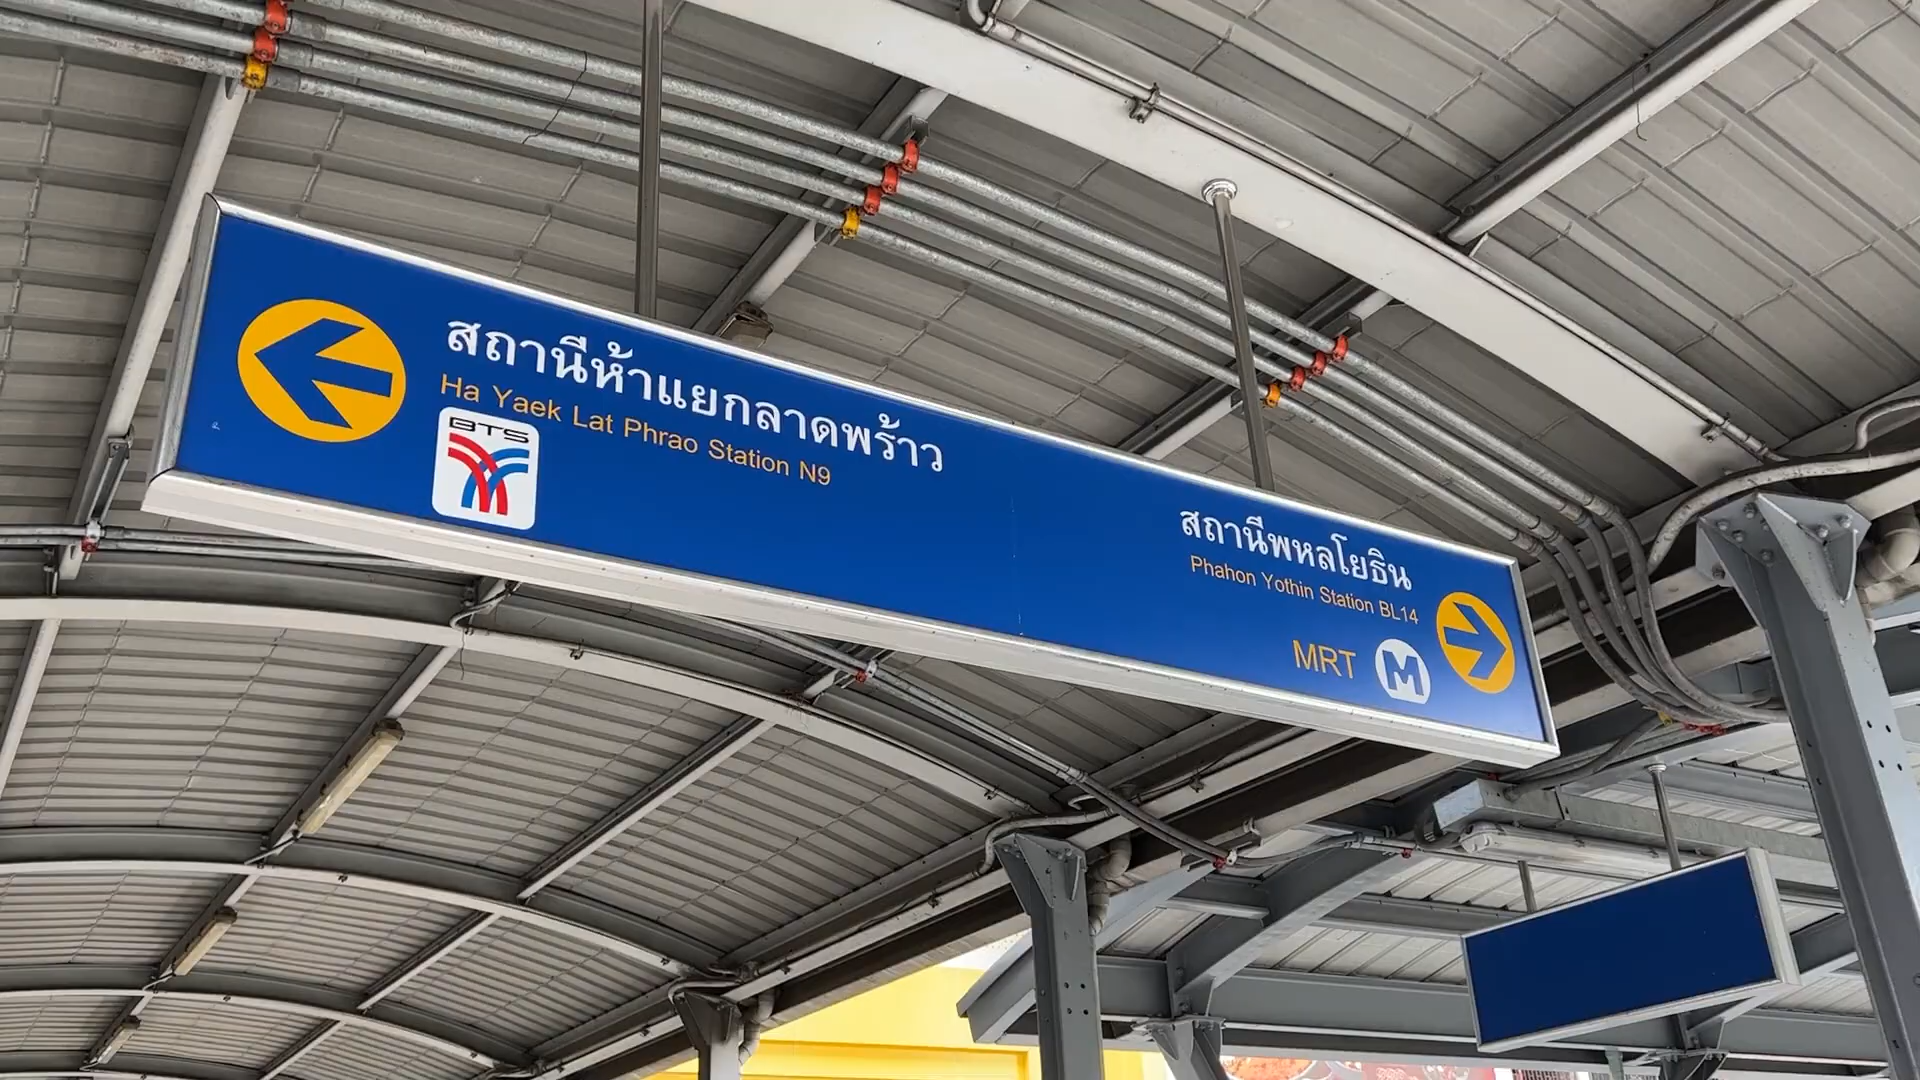 สถานีห้าแยกลาดพร้าว
Ha Yaek Lat Phrao Station N9
BTS
สถานีพหลโยธิน
Phahon Yothin Station BL14
MRT M